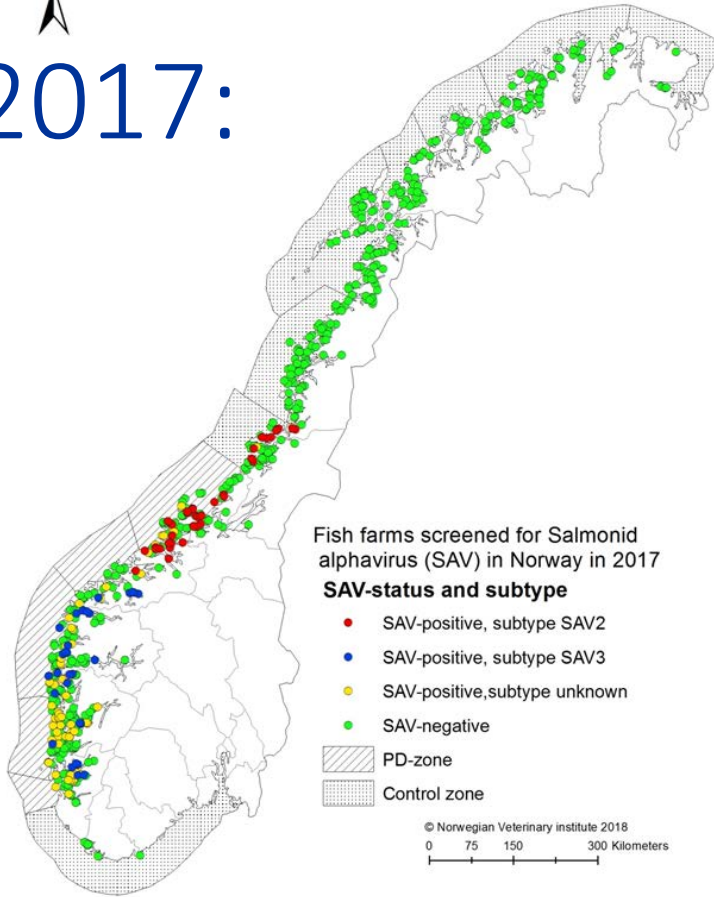 2017:
Fish farms screened for Salmonid
alphavirus (SAV) in Norway in 2017
SAV-status and subtype
SAV-positive, subtype SAV2
SAV-positive, subtype SAV3
SAV-positive,subtype unknown
SAV-negative
PD-zone
Control zone
© Norwegian Veterinary institute 2018
0 75 150 300 Kilometers